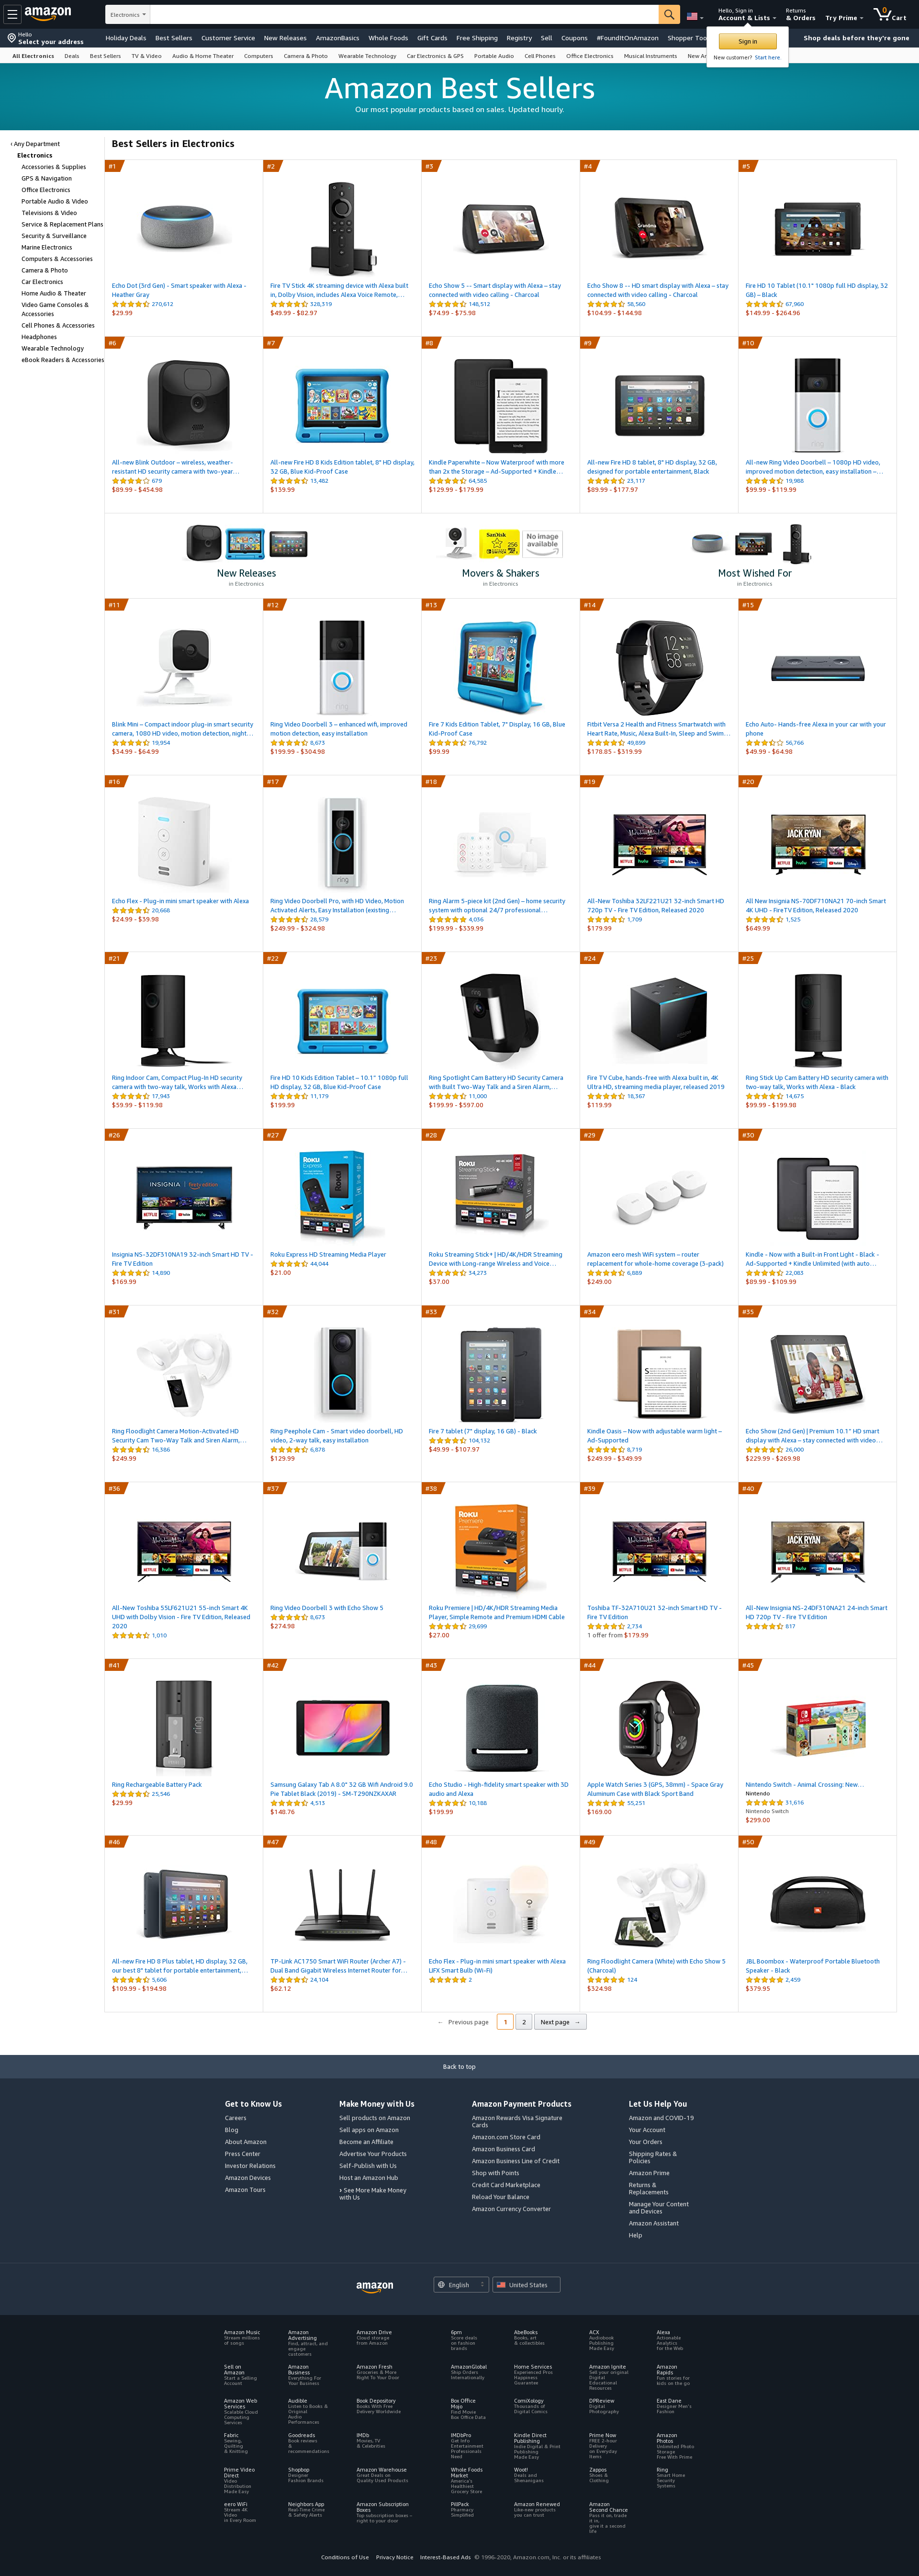 amazon
Electronics
Hello, Sign in
Account & Lists
Returns
& Orders
Try Prime
0
Cart
Hello
Select your address
Holiday Deals
Best Sellers
Customer Service
New Releases
AmazonBasics
Whole Foods
Gift Cards
Free Shipping
Registry
Sell
Coupons
#FoundItOnAmazon
Shopper Too
Shop deals before they're gone
Sign in
New customer? Start here.
All Electronics
Deals
Best Sellers
TV & Video
Audio & Home Theater
Computers
Camera & Photo
Wearable Technology
Car Electronics & GPS
Portable Audio
Cell Phones
Office Electronics
Musical Instruments
New Ar
Amazon Best Sellers
Our most popular products based on sales. Updated hourly.
‹ Any Department
Electronics
Accessories & Supplies
GPS & Navigation
Office Electronics
Portable Audio & Video
Televisions & Video
Service & Replacement Plans
Security & Surveillance
Marine Electronics
Computers & Accessories
Camera & Photo
Car Electronics
Home Audio & Theater
Video Game Consoles &
Accessories
Cell Phones & Accessories
Headphones
Wearable Technology
eBook Readers & Accessories
Best Sellers in Electronics
#1
Echo Dot (3rd Gen) - Smart speaker with Alexa -
Heather Gray
270,612
$29.99
#2
Fire TV Stick 4K streaming device with Alexa built
in, Dolby Vision, includes Alexa Voice Remote,…
328,319
$49.99 - $82.97
#3
Echo Show 5 -- Smart display with Alexa – stay
connected with video calling - Charcoal
148,512
$74.99 - $75.98
#4
Echo Show 8 -- HD smart display with Alexa – stay
connected with video calling - Charcoal
58,560
$104.99 - $144.98
#5
Fire HD 10 Tablet (10.1" 1080p full HD display, 32
GB) – Black
67,960
$149.99 - $264.96
#6
All-new Blink Outdoor – wireless, weather-
resistant HD security camera with two-year…
679
$89.99 - $454.98
#7
All-new Fire HD 8 Kids Edition tablet, 8" HD display,
32 GB, Blue Kid-Proof Case
13,482
$139.99
#8
Kindle Paperwhite – Now Waterproof with more
than 2x the Storage – Ad-Supported + Kindle…
64,585
$129.99 - $179.99
#9
All-new Fire HD 8 tablet, 8" HD display, 32 GB,
designed for portable entertainment, Black
23,117
$89.99 - $177.97
#10
All-new Ring Video Doorbell – 1080p HD video,
improved motion detection, easy installation –…
19,988
$99.99 - $119.99
New Releases
in Electronics
SanDisk
256
No image
available
Movers & Shakers
in Electronics
Most Wished For
in Electronics
#11
Blink Mini – Compact indoor plug-in smart security
camera, 1080 HD video, motion detection, night…
19,954
$34.99 - $64.99
#12
Ring Video Doorbell 3 – enhanced wifi, improved
motion detection, easy installation
8,673
$199.99 - $304.98
#13
Fire 7 Kids Edition Tablet, 7" Display, 16 GB, Blue
Kid-Proof Case
76,792
$99.99
#14
Fitbit Versa 2 Health and Fitness Smartwatch with
Heart Rate, Music, Alexa Built-In, Sleep and Swim…
49,899
$178.85 - $319.99
#15
Echo Auto- Hands-free Alexa in your car with your
phone
56,766
$49.99 - $64.98
#16
Echo Flex - Plug-in mini smart speaker with Alexa
20,666
$24.99 - $39.98
#17
Ring Video Doorbell Pro, with HD Video, Motion
Activated Alerts, Easy Installation (existing…
28,579
$249.99 - $324.98
#18
Ring Alarm 5-piece kit (2nd Gen) – home security
system with optional 24/7 professional…
4,036
$199.99 - $339.99
#19
All-New Toshiba 32LF221U21 32-inch Smart HD
720p TV - Fire TV Edition, Released 2020
1,709
$179.99
#20
JACK RYAN
All New Insignia NS-70DF710NA21 70-inch Smart
4K UHD - FireTV Edition, Released 2020
1,525
$649.99
#21
Ring Indoor Cam, Compact Plug-In HD security
camera with two-way talk, Works with Alexa…
17,943
$59.99 - $119.98
#22
Fire HD 10 Kids Edition Tablet – 10.1" 1080p full
HD display, 32 GB, Blue Kid-Proof Case
11,179
$199.99
#23
ring
Ring Spotlight Cam Battery HD Security Camera
with Built Two-Way Talk and a Siren Alarm,…
11,000
$199.99 - $597.00
#24
Fire TV Cube, hands-free with Alexa built in, 4K
Ultra HD, streaming media player, released 2019
18,367
$119.99
#25
Ring Stick Up Cam Battery HD security camera with
two-way talk, Works with Alexa - Black
14,675
$99.99 - $199.98
#26
INSIGNIA
Insignia NS-32DF310NA19 32-inch Smart HD TV -
Fire TV Edition
14,890
$169.99
#27
Roku
Express
Roku Express HD Streaming Media Player
44,044
$21.00
#28
Roku
Streaming Stick+
Roku Streaming Stick+ | HD/4K/HDR Streaming
Device with Long-range Wireless and Voice…
34,273
$37.00
#29
Amazon eero mesh WiFi system – router
replacement for whole-home coverage (3-pack)
6,889
$249.00
#30
Kindle - Now with a Built-in Front Light - Black -
Ad-Supported + Kindle Unlimited (with auto…
22,083
$89.99 - $109.99
#31
Ring Floodlight Camera Motion-Activated HD
Security Cam Two-Way Talk and Siren Alarm,…
16,386
$249.99
#32
Ring Peephole Cam - Smart video doorbell, HD
video, 2-way talk, easy installation
6,876
$129.99
#33
Fire 7 tablet (7" display, 16 GB) - Black
104,132
$49.99 - $107.97
#34
Kindle Oasis – Now with adjustable warm light –
Ad-Supported
8,719
$249.99 - $349.99
#35
Echo Show (2nd Gen) | Premium 10.1" HD smart
display with Alexa – stay connected with video…
26,000
$229.99 - $269.98
#36
All-New Toshiba 55LF621U21 55-inch Smart 4K
UHD with Dolby Vision - Fire TV Edition, Released
2020
1,010
#37
Ring Video Doorbell 3 with Echo Show 5
8,673
$274.98
#38
Roku
Premiere
Roku Premiere | HD/4K/HDR Streaming Media
Player, Simple Remote and Premium HDMI Cable
29,699
$27.00
#39
Toshiba TF-32A710U21 32-inch Smart HD TV -
Fire TV Edition
2,734
1 offer from $179.99
#40
JACK RYAN
All-New Insignia NS-24DF310NA21 24-inch Smart
HD 720p TV - Fire TV Edition
817
#41
ring
Ring Rechargeable Battery Pack
25,546
$29.99
#42
Samsung Galaxy Tab A 8.0" 32 GB Wifi Android 9.0
Pie Tablet Black (2019) - SM-T290NZKAXAR
4,513
$148.76
#43
Echo Studio - High-fidelity smart speaker with 3D
audio and Alexa
10,188
$199.99
#44
Apple Watch Series 3 (GPS, 38mm) - Space Gray
Aluminum Case with Black Sport Band
55,251
$169.00
#45
Nintendo Switch - Animal Crossing: New…
Nintendo
31,616
Nintendo Switch
$299.00
#46
All-new Fire HD 8 Plus tablet, HD display, 32 GB,
our best 8" tablet for portable entertainment,…
5,606
$109.99 - $194.98
#47
TP-Link AC1750 Smart WiFi Router (Archer A7) -
Dual Band Gigabit Wireless Internet Router for…
24,104
$62.12
#48
Echo Flex - Plug-in mini smart speaker with Alexa
LIFX Smart Bulb (Wi-Fi)
2
#49
Ring Floodlight Camera (White) with Echo Show 5
(Charcoal)
124
$324.98
#50
JBL
JBL Boombox - Waterproof Portable Bluetooth
Speaker - Black
2,459
$379.95
← Previous page
1
2
Next page →
Back to top
Get to Know Us
Careers
Blog
About Amazon
Press Center
Investor Relations
Amazon Devices
Amazon Tours
Make Money with Us
Sell products on Amazon
Sell apps on Amazon
Become an Affiliate
Advertise Your Products
Self-Publish with Us
Host an Amazon Hub
› See More Make Money
with Us
Amazon Payment Products
Amazon Rewards Visa Signature
Cards
Amazon.com Store Card
Amazon Business Card
Amazon Business Line of Credit
Shop with Points
Credit Card Marketplace
Reload Your Balance
Amazon Currency Converter
Let Us Help You
Amazon and COVID-19
Your Account
Your Orders
Shipping Rates &
Policies
Amazon Prime
Returns &
Replacements
Manage Your Content
and Devices
Amazon Assistant
Help
amazon
English
United States
Amazon Music
Stream millions
of songs
Amazon
Advertising
Find, attract, and
engage
customers
Amazon Drive
Cloud storage
from Amazon
6pm
Score deals
on fashion
brands
AbeBooks
Books, art
& collectibles
ACX
Audiobook
Publishing
Made Easy
Alexa
Actionable
Analytics
for the Web
Sell on
Amazon
Start a Selling
Account
Amazon
Business
Everything For
Your Business
Amazon Fresh
Groceries & More
Right To Your Door
AmazonGlobal
Ship Orders
Internationally
Home Services
Experienced Pros
Happiness
Guarantee
Amazon Ignite
Sell your original
Digital
Educational
Resources
Amazon
Rapids
Fun stories for
kids on the go
Amazon Web
Services
Scalable Cloud
Computing
Services
Audible
Listen to Books &
Original
Audio
Performances
Book Depository
Books With Free
Delivery Worldwide
Box Office
Mojo
Find Movie
Box Office Data
ComiXology
Thousands of
Digital Comics
DPReview
Digital
Photography
East Dane
Designer Men's
Fashion
Fabric
Sewing,
Quilting
& Knitting
Goodreads
Book reviews
&
recommendations
IMDb
Movies, TV
& Celebrities
IMDbPro
Get Info
Entertainment
Professionals
Need
Kindle Direct
Publishing
Indie Digital & Print
Publishing
Made Easy
Prime Now
FREE 2-hour
Delivery
on Everyday
Items
Amazon
Photos
Unlimited Photo
Storage
Free With Prime
Prime Video
Direct
Video
Distribution
Made Easy
Shopbop
Designer
Fashion Brands
Amazon Warehouse
Great Deals on
Quality Used Products
Whole Foods
Market
America's
Healthiest
Grocery Store
Woot!
Deals and
Shenanigans
Zappos
Shoes &
Clothing
Ring
Smart Home
Security
Systems
eero WiFi
Stream 4K
Video
in Every Room
Neighbors App
Real-Time Crime
& Safety Alerts
Amazon Subscription
Boxes
Top subscription boxes –
right to your door
PillPack
Pharmacy
Simplified
Amazon Renewed
Like-new products
you can trust
Amazon
Second Chance
Pass it on, trade
it in,
give it a second
life
Conditions of Use
Privacy Notice
Interest-Based Ads
© 1996-2020, Amazon.com, Inc. or its affiliates